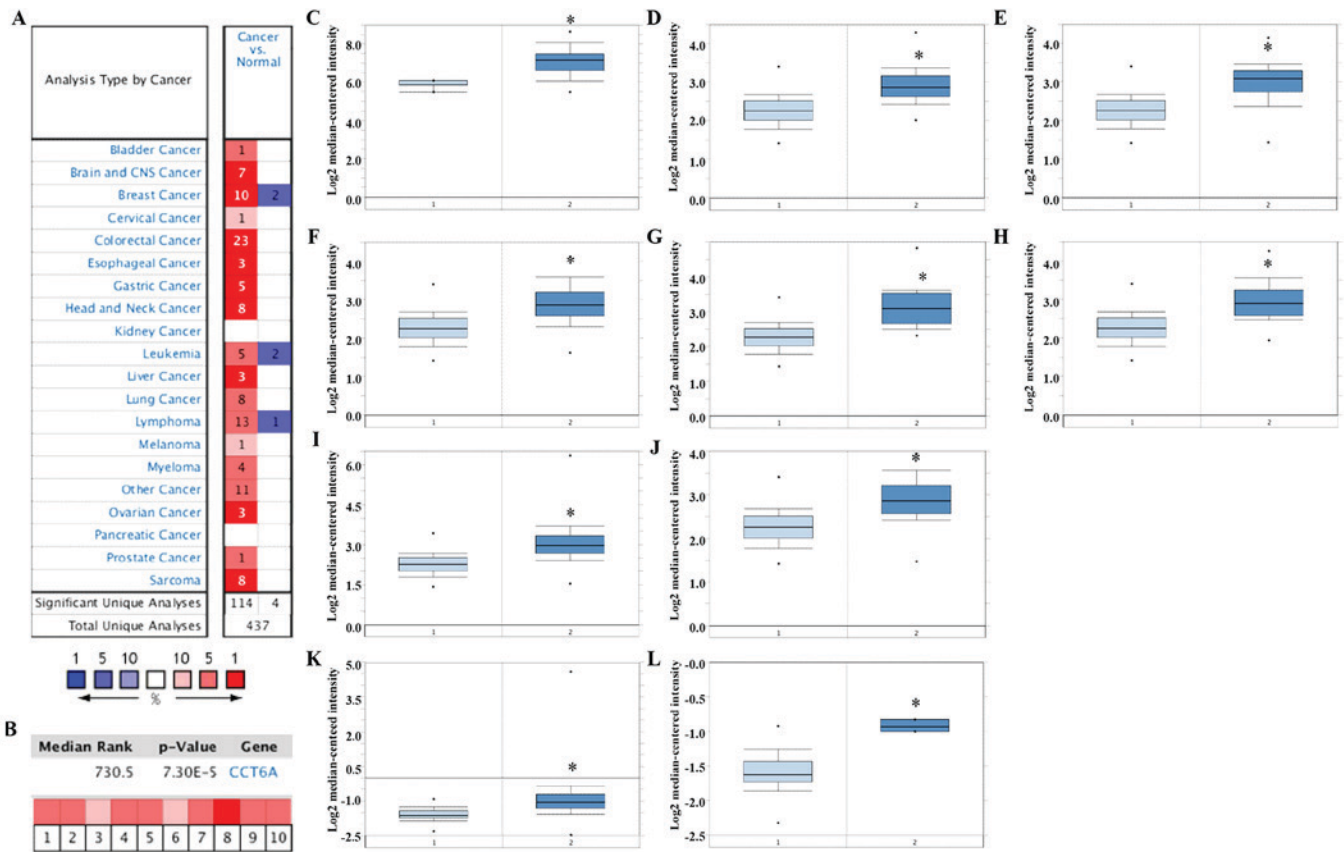 A
Analysis Type by Cancer
Cancer
vs.
Normal
Bladder Cancer 1
Brain and CNS Cancer 7
Breast Cancer 10 2
Cervical Cancer 1
Colorectal Cancer 23
Esophageal Cancer 3
Gastric Cancer 5
Head and Neck Cancer 8
Kidney Cancer
Leukemia 5 2
Liver Cancer 3
Lung Cancer 8
Lymphoma 13 1
Melanoma 1
Myeloma 4
Other Cancer 11
Ovarian Cancer 3
Pancreatic Cancer
Prostate Cancer 1
Sarcoma 8
Significant Unique Analyses 114 4
Total Unique Analyses 437
1 5 10 10 5 1
%
B
Median Rank p-Value Gene
730.5 7.30E-5 CCT6A
1 2 3 4 5 6 7 8 9 10
C
Log2 median-centered intensity
8.0
6.0
4.0
2.0
0.0
*
1 2
D
Log2 median-centered intensity
4.0
3.0
2.0
1.0
0.0
*
1 2
E
Log2 median-centered intensity
4.0
3.0
2.0
1.0
0.0
*
1 2
F
Log2 median-centered intensity
4.0
3.0
2.0
1.0
0.0
*
1 2
G
Log2 median-centered intensity
4.0
3.0
2.0
1.0
0.0
*
1 2
H
Log2 median-centered intensity
4.0
3.0
2.0
1.0
0.0
*
1 2
I
Log2 median-centered intensity
6.0
4.5
3.0
1.5
0.0
*
1 2
J
Log2 median-centered intensity
4.0
3.0
2.0
1.0
0.0
*
1 2
K
Log2 median-centeed intensity
5.0
3.5
2.0
0.5
-1.0
-2.5
*
1 2
L
Log2 median-centered intensity
-0.0
-0.5
-1.0
-1.5
-2.0
-2.5
*
1 2